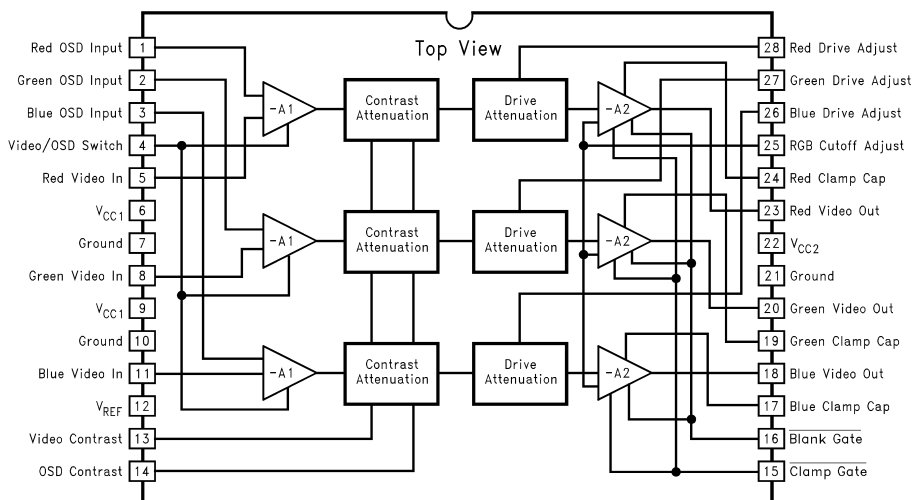 Top View
Red OSD Input 1
Green OSD Input 2
Blue OSD Input 3
Video/OSD Switch 4
Red Video In 5
VCC1 6
Ground 7
Green Video In 8
VCC1 9
Ground 10
Blue Video In 11
VREF 12
Video Contrast 13
OSD Contrast 14
-A1
Contrast
Attenuation
Drive
Attenuation
-A2
-A1
Contrast
Attenuation
Drive
Attenuation
-A2
-A1
Contrast
Attenuation
Drive
Attenuation
-A2
28 Red Drive Adjust
27 Green Drive Adjust
26 Blue Drive Adjust
25 RGB Cutoff Adjust
24 Red Clamp Cap
23 Red Video Out
22 VCC2
21 Ground
20 Green Video Out
19 Green Clamp Cap
18 Blue Video Out
17 Blue Clamp Cap
16 Blank Gate
15 Clamp Gate